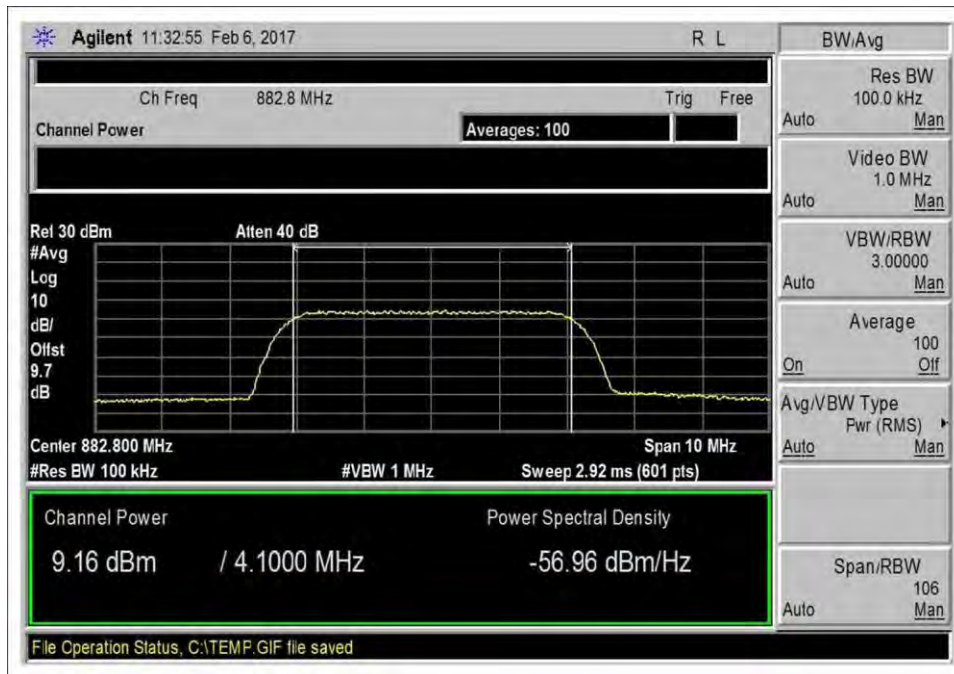 Agilent 11:32:55 Feb 6, 2017 R L
Ch Freq 882.8 MHz Trig Free
Channel Power Averages: 100
Ref 30 dBm Atten 40 dB
#Avg
Log
10
dB/
Offst
9.7
dB
Center 882.800 MHz Span 10 MHz
#Res BW 100 kHz #VBW 1 MHz Sweep 2.92 ms (601 pts)
Channel Power Power Spectral Density
9.16 dBm / 4.1000 MHz -56.96 dBm/Hz
File Operation Status, C:\TEMP.GIF file saved
BW/Avg
Res BW
100.0 kHz
Auto Man
Video BW
1.0 MHz
Auto Man
VBW/RBW
3.00000
Auto Man
Average
100
On Off
Avg/VBW Type
Pwr (RMS)
Auto Man
Span/RBW
106
Auto Man